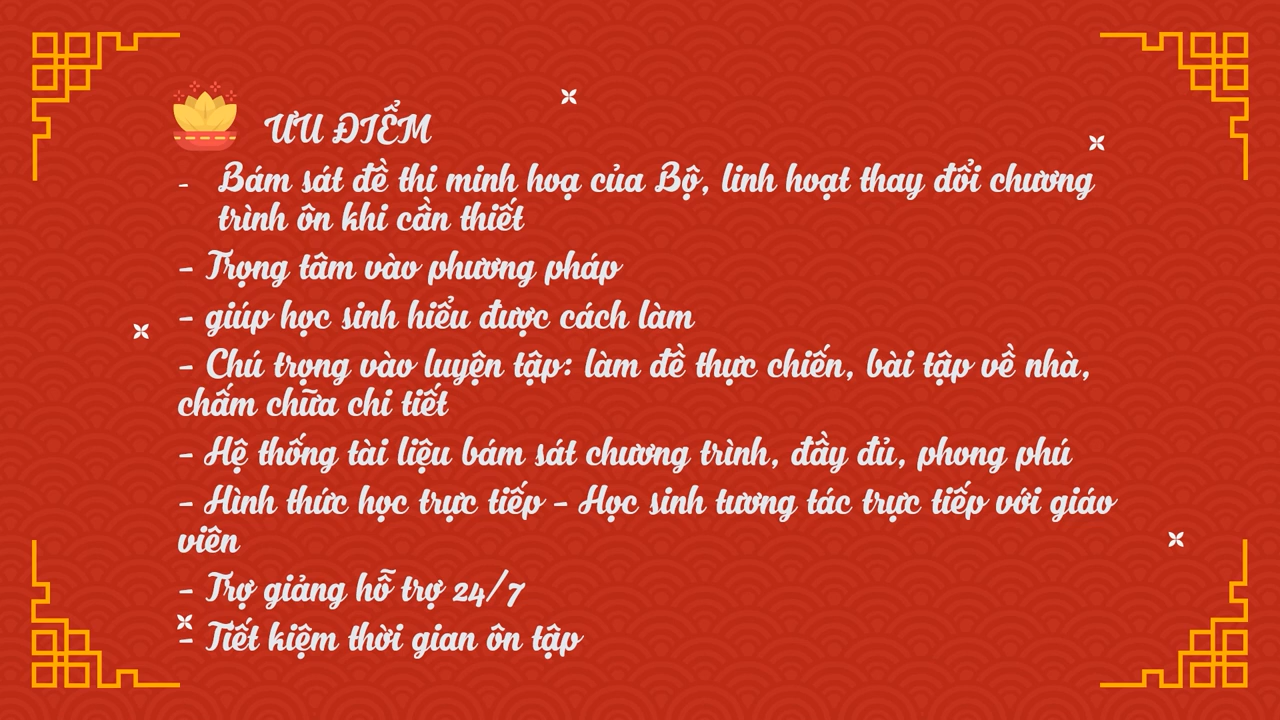 ƯU ĐIỂM
- Bám sát đề thi minh hoạ của Bộ, linh hoạt thay đổi chương
trình ôn khi cần thiết
- Trọng tâm vào phương pháp
- giúp học sinh hiểu được cách làm
- Chú trọng vào luyện tập: làm đề thực chiến, bài tập về nhà,
chấm chữa chi tiết
- Hệ thống tài liệu bám sát chương trình, đầy đủ, phong phú
- Hình thức học trực tiếp - Học sinh tương tác trực tiếp với giáo
viên
- Trợ giảng hỗ trợ 24/7
- Tiết kiệm thời gian ôn tập